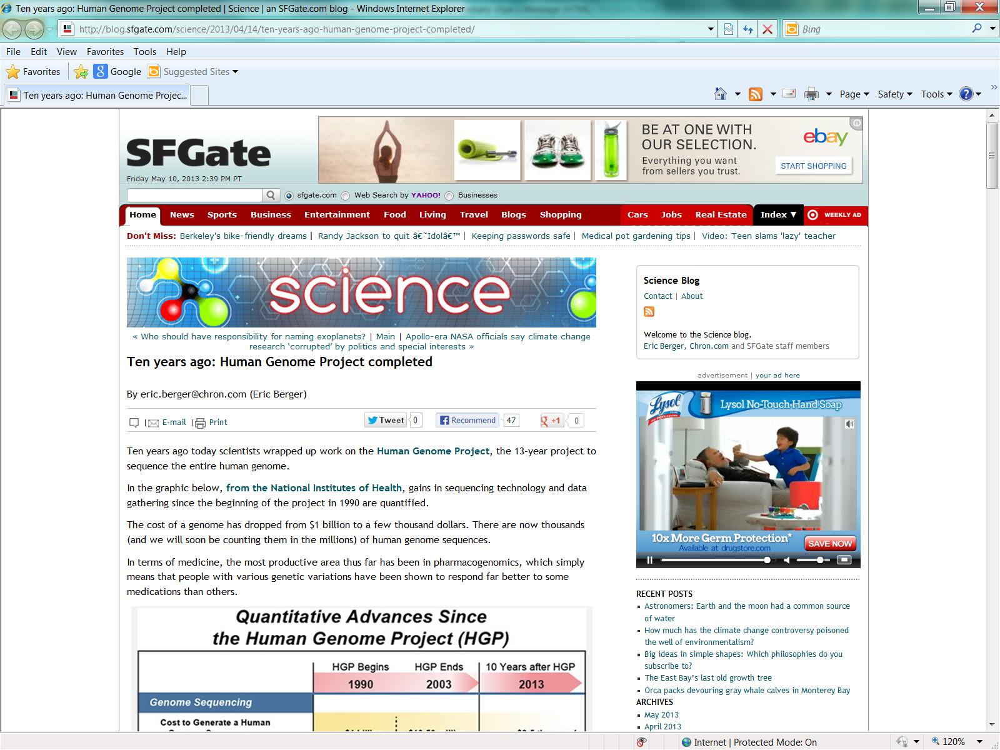 Ten years ago: Human Genome Project completed | Science | an SFGate.com blog - Windows Internet Explorer
http://blog.sfgate.com/science/2013/04/14/ten-years-ago-human-genome-project-completed/
Bing
File Edit View Favorites Tools Help
Favorites Google Suggested Sites
Ten years ago: Human Genome Projec...
Page Safety Tools
SFGate
Friday May 10, 2013 2:39 PM PT
BE AT ONE WITH
OUR SELECTION.
Everything you want
from sellers you trust.
ebay
START SHOPPING
sfgate.com Web Search by YAHOO! Businesses
Home News Sports Business Entertainment Food Living Travel Blogs Shopping Cars Jobs Real Estate Index ▼ WEEKLY AD
Don't Miss: Berkeley's bike-friendly dreams | Randy Jackson to quit â€˜Idolâ€™ | Keeping passwords safe | Medical pot gardening tips | Video: Teen slams 'lazy' teacher
science
« Who should have responsibility for naming exoplanets? | Main | Apollo-era NASA officials say climate change
research ‘corrupted’ by politics and special interests »
Ten years ago: Human Genome Project completed
By eric.berger@chron.com (Eric Berger)
| E-mail | Print Tweet 0 Recommend 47 g +1 0
Ten years ago today scientists wrapped up work on the Human Genome Project, the 13-year project to
sequence the entire human genome.
In the graphic below, from the National Institutes of Health, gains in sequencing technology and data
gathering since the beginning of the project in 1990 are quantified.
The cost of a genome has dropped from $1 billion to a few thousand dollars. There are now thousands
(and we will soon be counting them in the millions) of human genome sequences.
In terms of medicine, the most productive area thus far has been in pharmacogenomics, which simply
means that people with various genetic variations have been shown to respond far better to some
medications than others.
Quantitative Advances Since
the Human Genome Project (HGP)
HGP Begins HGP Ends 10 Years after HGP
1990 2003 2013
Genome Sequencing
Cost to Generate a Human
Science Blog
Contact | About
Welcome to the Science blog.
Eric Berger, Chron.com and SFGate staff members
advertisement | your ad here
Lysol
Lysol No-Touch Hand Soap
10x More Germ Protection*
Available at drugstore.com
SAVE NOW
RECENT POSTS
Astronomers: Earth and the moon had a common source
of water
How much has the climate change controversy poisoned
the well of environmentalism?
Big ideas in simple shapes: Which philosophies do you
subscribe to?
The East Bay’s last old growth tree
Orca packs devouring gray whale calves in Monterey Bay
ARCHIVES
May 2013
April 2013
Internet | Protected Mode: On
120%